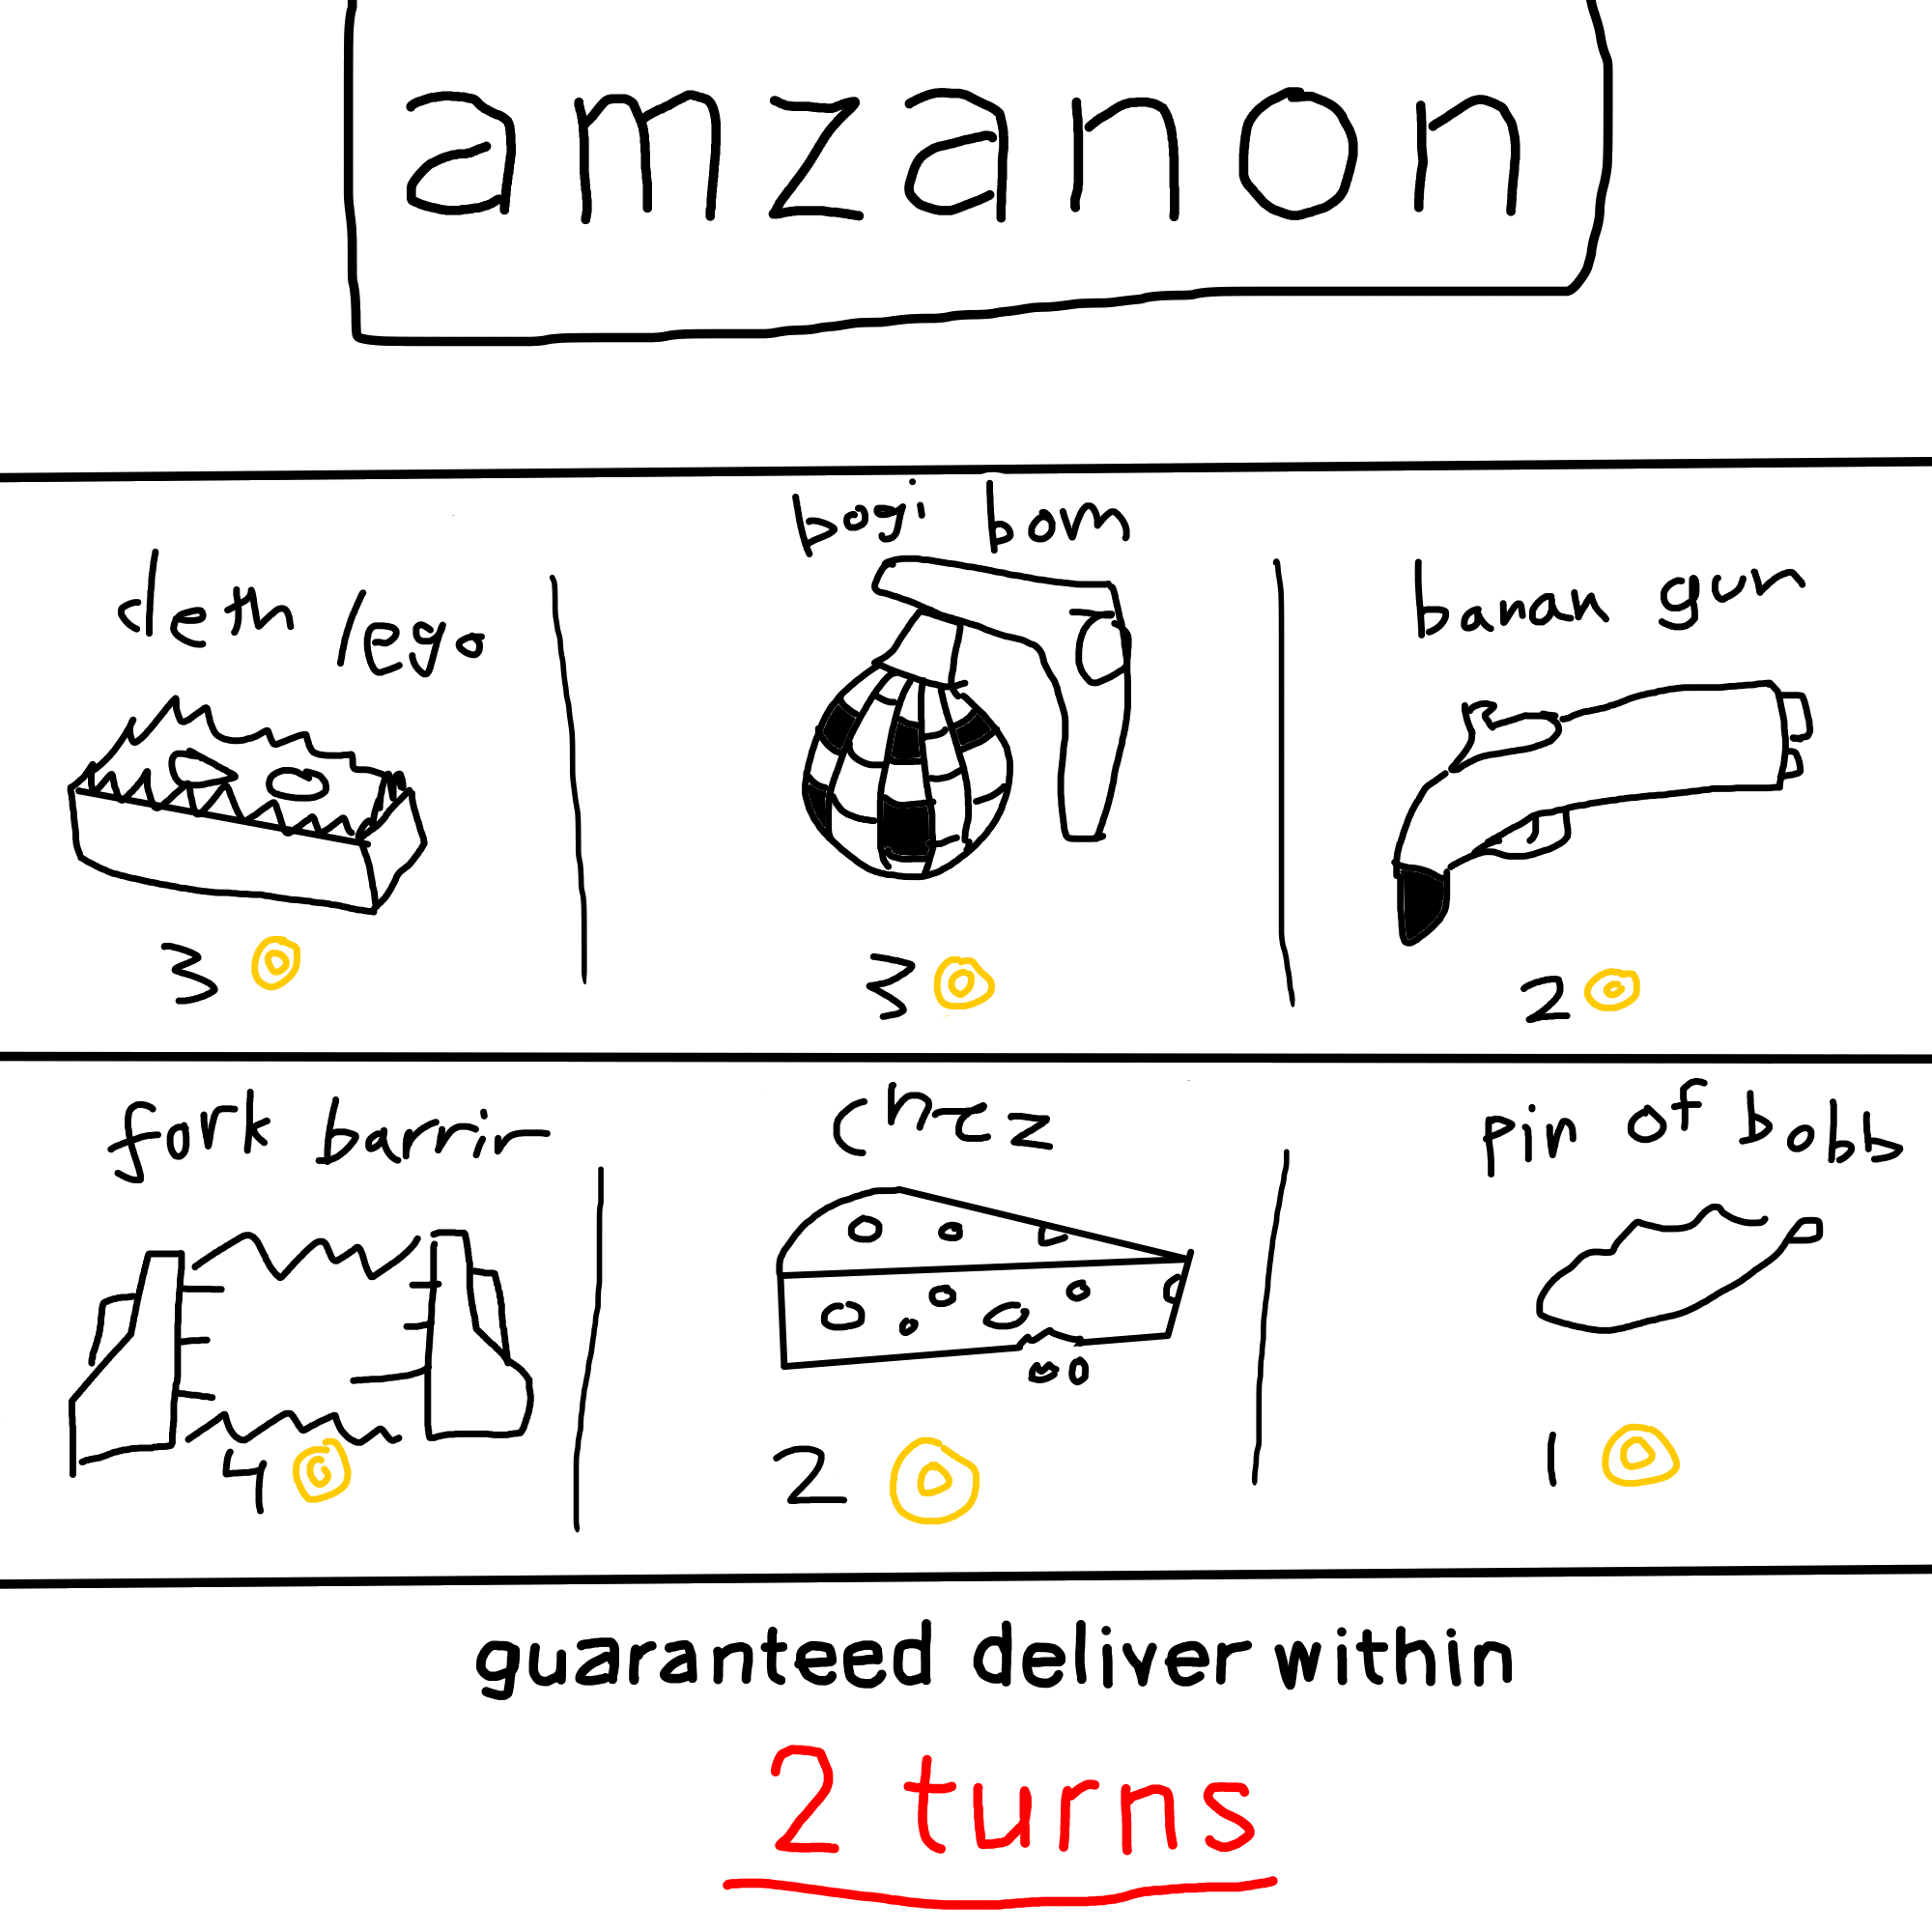 amzanon
deth lego
bogi bom
banan gun
3
3
2
fork barrir
chez
pin of bobb
4
2
1
guaranteed deliver within
2 turns